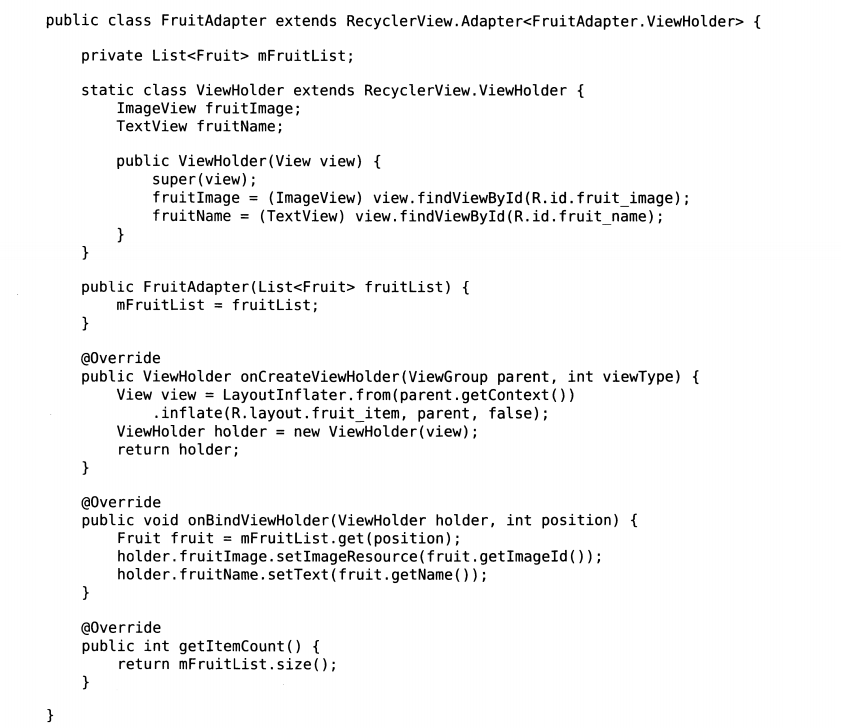 public class FruitAdapter extends RecyclerView.Adapter<FruitAdapter.ViewHolder> {
private List<Fruit> mFruitList;
static class ViewHolder extends RecyclerView.ViewHolder {
ImageView fruitImage;
TextView fruitName;
public ViewHolder(View view) {
super(view);
fruitImage = (ImageView) view.findViewById(R.id.fruit_image);
fruitName = (TextView) view.findViewById(R.id.fruit_name);
}
}
public FruitAdapter(List<Fruit> fruitList) {
mFruitList = fruitList;
}
@Override
public ViewHolder onCreateViewHolder(ViewGroup parent, int viewType) {
View view = LayoutInflater.from(parent.getContext())
.inflate(R.layout.fruit_item, parent, false);
ViewHolder holder = new ViewHolder(view);
return holder;
}
@Override
public void onBindViewHolder(ViewHolder holder, int position) {
Fruit fruit = mFruitList.get(position);
holder.fruitImage.setImageResource(fruit.getImageId());
holder.fruitName.setText(fruit.getName());
}
@Override
public int getItemCount() {
return mFruitList.size();
}
}